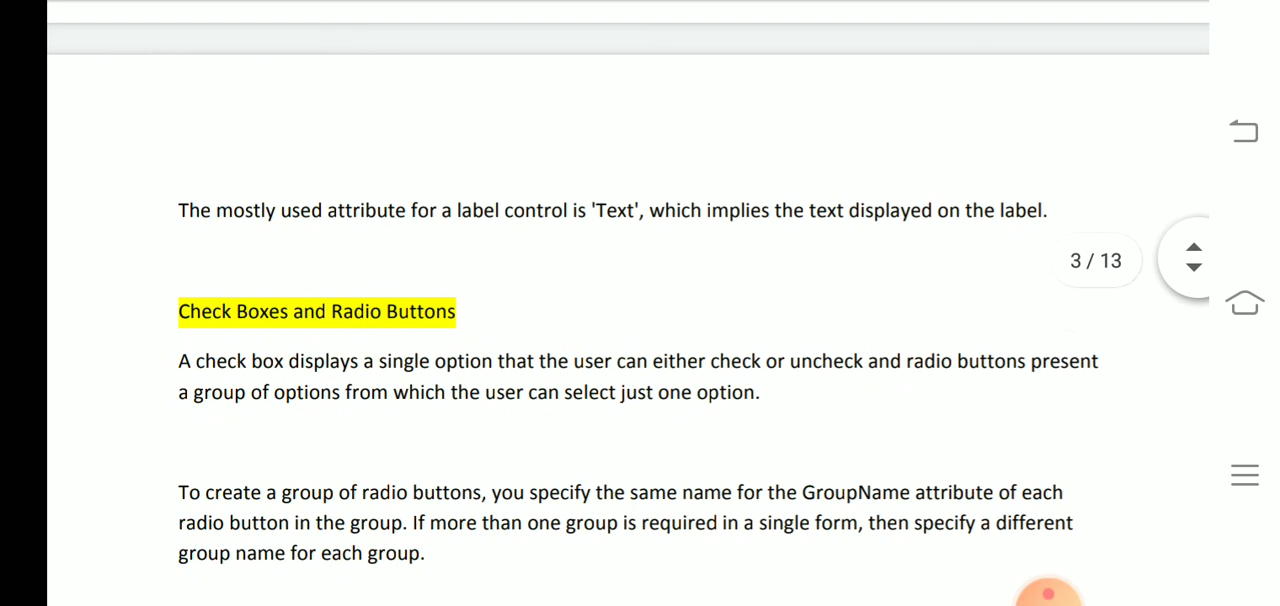 The mostly used attribute for a label control is 'Text', which implies the text displayed on the label.
3 / 13
Check Boxes and Radio Buttons
A check box displays a single option that the user can either check or uncheck and radio buttons present
a group of options from which the user can select just one option.
To create a group of radio buttons, you specify the same name for the GroupName attribute of each
radio button in the group. If more than one group is required in a single form, then specify a different
group name for each group.